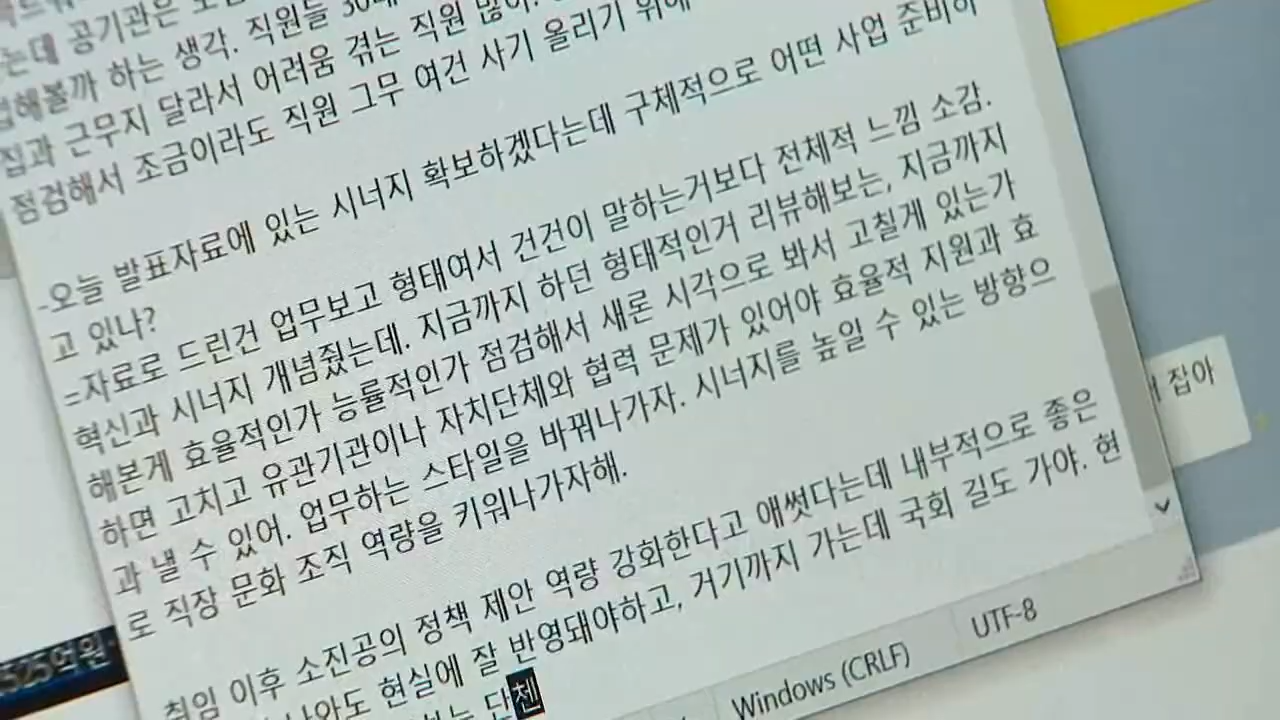 는데 공기관은
해볼까 하는 생각. 직원들 30대
집과 근무지 달라서 어려움 겪는 직원 많아.
점검해서 조금이라도 직원 그무 여건 사기 올리기 위해
-오늘 발표자료에 있는 시너지 확보하겠다는데 구체적으로 어떤 사업 준비하
고 있나?
=자료로 드린건 업무보고 형태여서 건건이 말하는거보다 전체적 느낌 소감.
혁신과 시너지 개념줬는데. 지금까지 하던 형태적인거 리뷰해보는, 지금까지
해본게 효율적인가 능률적인가 점검해서 새론 시각으로 봐서 고칠게 있는가
하면 고치고 유관기관이나 자치단체와 협력 문제가 있어야 효율적 지원과 효
과 낼 수 있어. 업무하는 스타일을 바꿔나가자. 시너지를 높일 수 있는 방향으
로 직장 문화 조직 역량을 키워나가자해.
취임 이후 소진공의 정책 제안 역량 강화한다고 애썻다는데 내부적으로 좋은
나와도 현실에 잘 반영돼야하고, 거기까지 가는데 국회 길도 가야. 현
단첸
Windows (CRLF)
UTF-8
집아
525억원